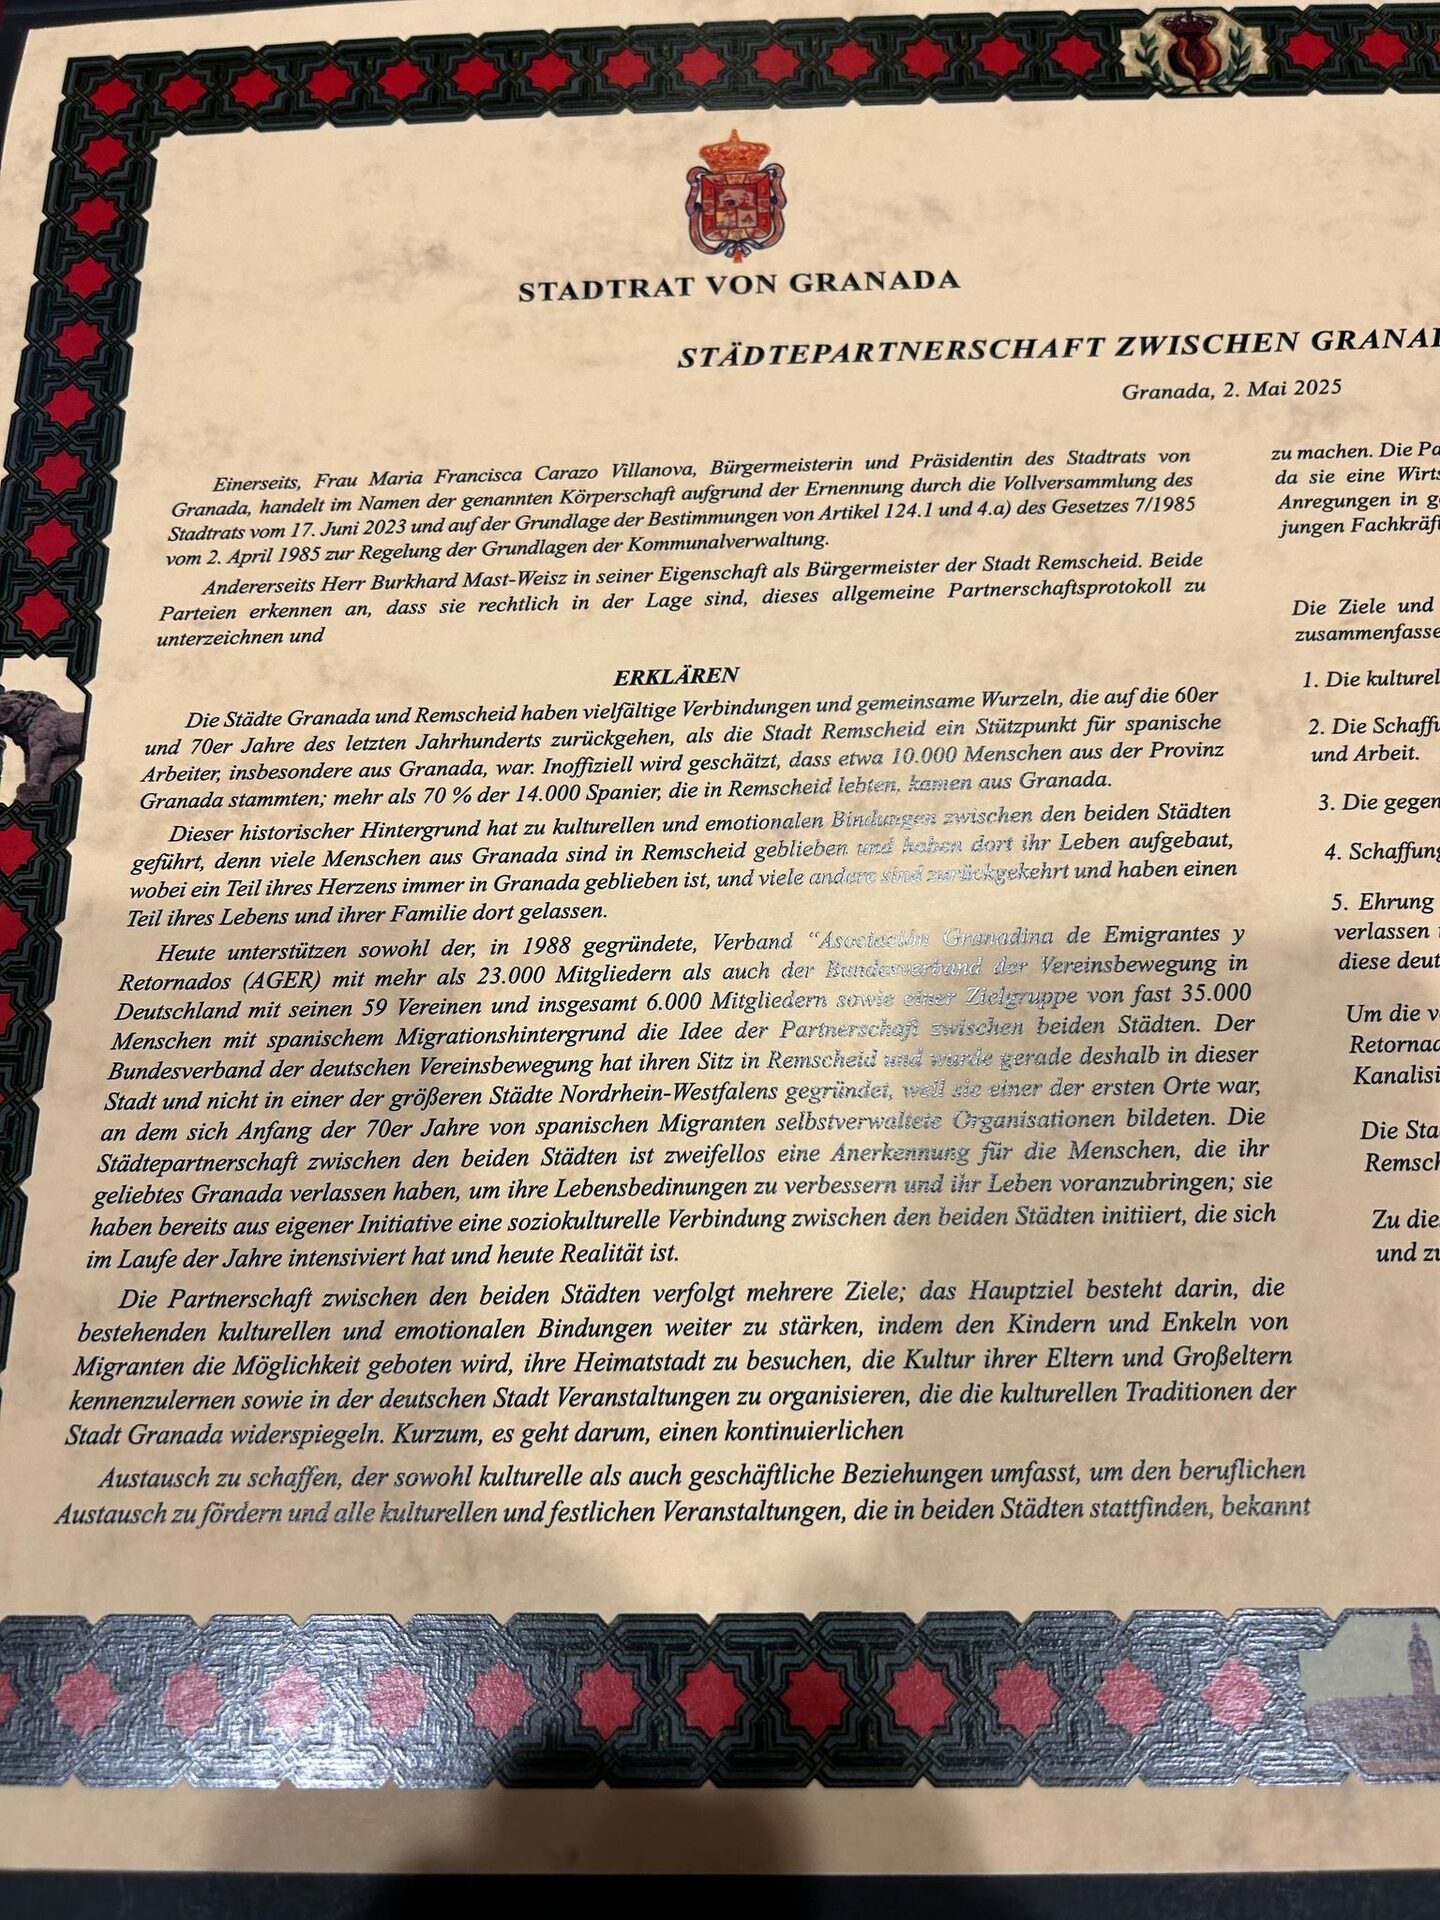 STADTRAT VON GRANADA
STÄDTEPARTNERSCHAFT ZWISCHEN
Granada, 2. Mai 2025
Einerseits, Frau Maria Francisca Carazo Villanova, Bürgermeisterin und Präsidentin des Stadtrats von
Granada, handelt im Namen der genannten Körperschaft aufgrund der Ernennung durch die Vollversammlung des
Stadtrats vom 17. Juni 2023 und auf der Grundlage der Bestimmungen von Artikel 124.1 und 4.a) des Gesetzes 7/1985
vom 2. April 1985 zur Regelung der Grundlagen der Kommunalverwaltung.
Andererseits Herr Burkhard Mast-Weisz in seiner Eigenschaft als Bürgermeister der Stadt Remscheid. Beide
Parteien erkennen an, dass sie rechtlich in der Lage sind, dieses allgemeine Partnerschaftsprotokoll zu
unterzeichnen und
ERKLÄREN
Die Städte Granada und Remscheid haben vielfältige Verbindungen und gemeinsame Wurzeln, die auf die 60er
und 70er Jahre des letzten Jahrhunderts zurückgehen, als die Stadt Remscheid ein Stützpunkt für spanische
Arbeiter, insbesondere aus Granada, war. Inoffiziell wird geschätzt, dass etwa 10.000 Menschen aus der Provinz
Granada stammten; mehr als 70 % der 14.000 Spanier, die in Remscheid lebten, kamen aus Granada.
Dieser historischer Hintergrund hat zu kulturellen und emotionalen Bindungen zwischen den beiden Städten
geführt, denn viele Menschen aus Granada sind in Remscheid geblieben und haben dort ihr Leben aufgebaut,
wobei ein Teil ihres Herzens immer in Granada geblieben ist, und viele andere sind zurückgekehrt und haben einen
Teil ihres Lebens und ihrer Familie dort gelassen.
Heute unterstützen sowohl der, in 1988 gegründete, Verband “Asociación Granadina de Emigrantes y
Retornados (AGER) mit mehr als 23.000 Mitgliedern als auch der Bundesverband der Vereinsbewegung in
Deutschland mit seinen 59 Vereinen und insgesamt 6.000 Mitgliedern sowie einer Zielgruppe von fast 35.000
Menschen mit spanischem Migrationshintergrund die Idee der Partnerschaft zwischen beiden Städten. Der
Bundesverband der deutschen Vereinsbewegung hat ihren Sitz in Remscheid und wurde gerade deshalb in dieser
Stadt und nicht in einer der größeren Städte Nordrhein-Westfalens gegründet, weil sie einer der ersten Orte war,
an dem sich Anfang der 70er Jahre von spanischen Migranten selbstverwaltete Organisationen bildeten. Die
Städtepartnerschaft zwischen den beiden Städten ist zweifellos eine Anerkennung für die Menschen, die ihr
geliebtes Granada verlassen haben, um ihre Lebensbedinungen zu verbessern und ihr Leben voranzubringen; sie
haben bereits aus eigener Initiative eine soziokulturelle Verbindung zwischen den beiden Städten initiiert, die sich
im Laufe der Jahre intensiviert hat und heute Realität ist.
Die Partnerschaft zwischen den beiden Städten verfolgt mehrere Ziele; das Hauptziel besteht darin, die
bestehenden kulturellen und emotionalen Bindungen weiter zu stärken, indem den Kindern und Enkeln von
Migranten die Möglichkeit geboten wird, ihre Heimatstadt zu besuchen, die Kultur ihrer Eltern und Großeltern
kennenzulernen sowie in der deutschen Stadt Veranstaltungen zu organisieren, die die kulturellen Traditionen der
Stadt Granada widerspiegeln. Kurzum, es geht darum, einen kontinuierlichen
Austausch zu schaffen, der sowohl kulturelle als auch geschäftliche Beziehungen umfasst, um den beruflichen
Austausch zu fördern und alle kulturellen und festlichen Veranstaltungen, die in beiden Städten stattfinden, bekannt
zu machen. Die
da sie eine
Anregungen in
jungen
Die Ziele und
1. Die
2. Die
und Arbeit.
3. Die
4.
5. Ehrung
verlassen
diese
Um die
Die
Zu
und